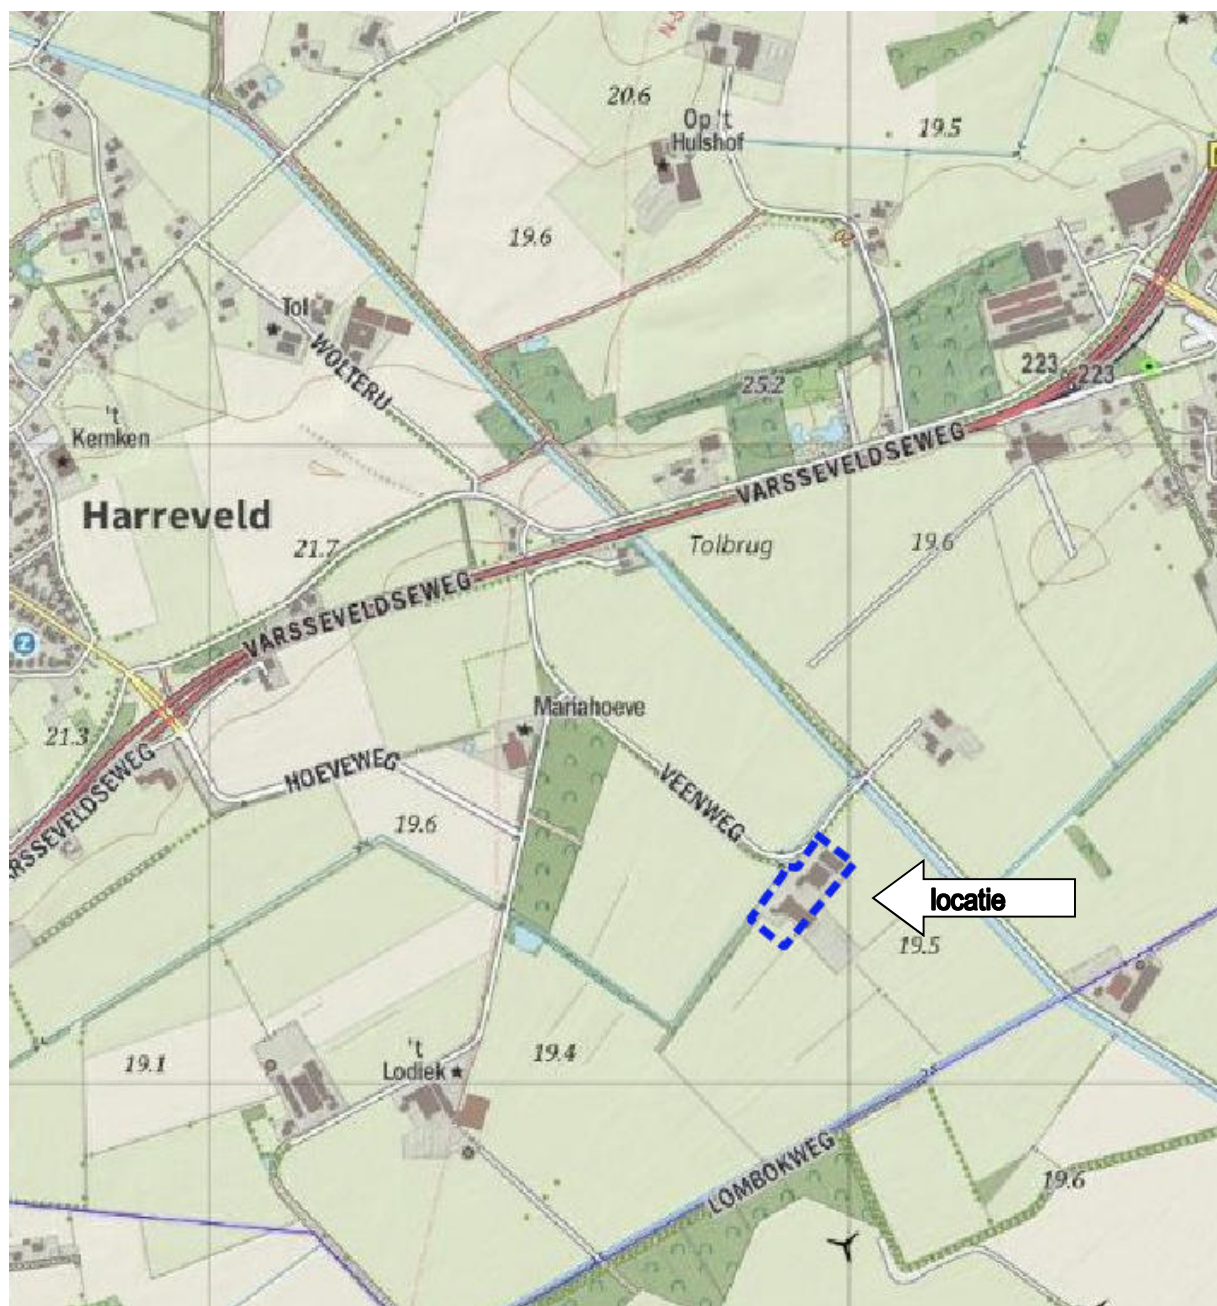 20.6
Op 't
Hulshof
19.5
19.6
Tol
WOLTERIJ
223
223
25.2
't
Kemken
VARSSEVELDSEWEG
Harreveld
21.7
Tolbrug
19.6
VARSSEVELDSEWEG
Z
Mariahoeve
21.3
VARSSEVELDSEWEG
HOEVEWEG
VEENWEG
19.6
locatie
19.5
't
Lodiek
19.4
19.1
LOMBOKWEG
19.6